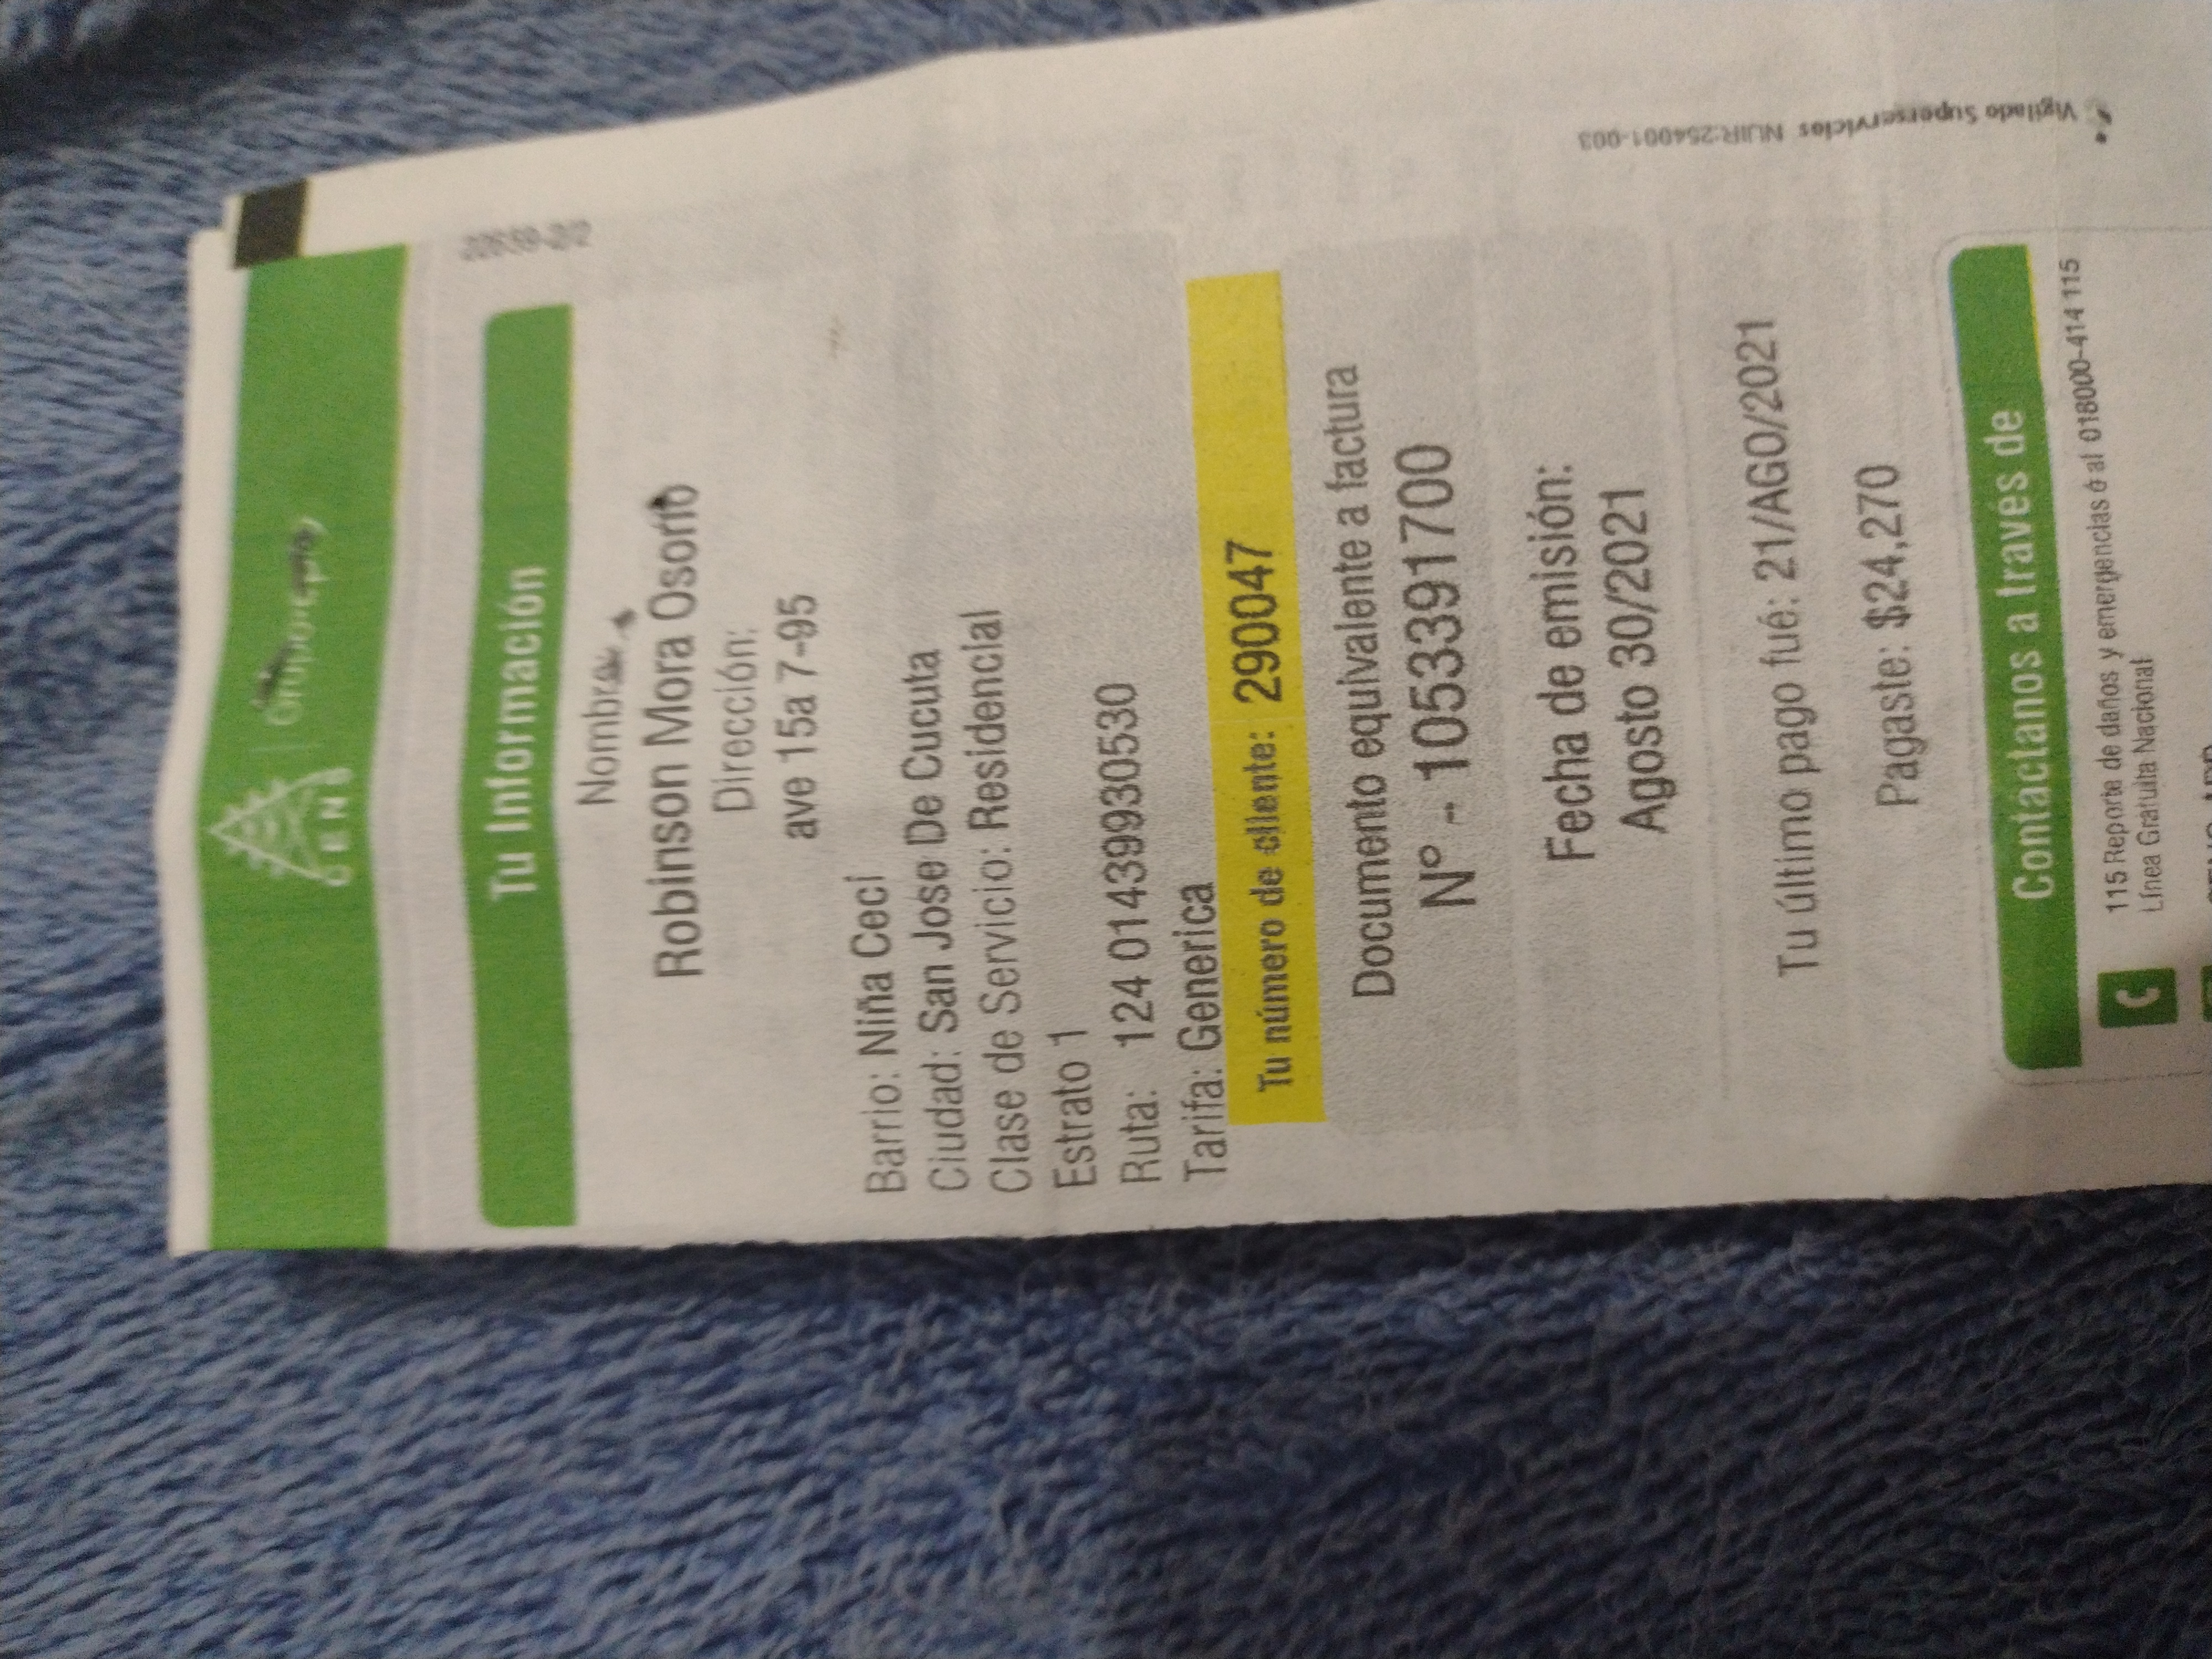 CENS
Grupo·epm
Tu Información
Nombre
Robinson Mora Osorio
Dirección:
ave 15a 7-95
Barrio: Niña Ceci
Ciudad: San Jose De Cucuta
Clase de Servicio: Residencial
Estrato 1
Ruta: 124 01439930530
Tarifa: Generica
Tu número de cliente: 290047
Documento equivalente a factura
Nº - 1053391700
Fecha de emisión:
Agosto 30/2021
Tu último pago fué: 21/AGO/2021
Pagaste: $24,270
Contactanos a través de
115 Reporte de daños y emergencias ó al 018000-414 115
Línea Gratuita Nacional
Vigilado Superservicios NUIR:254001-003